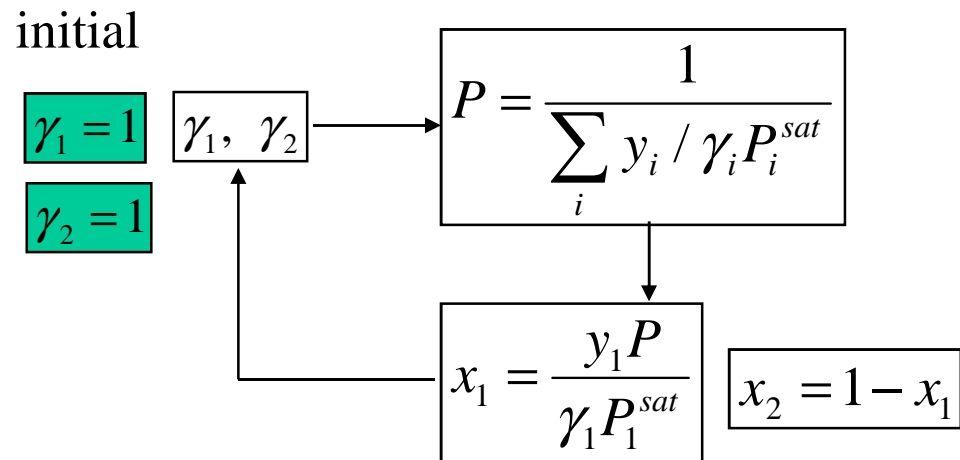 initial
γ₁ = 1
γ₂ = 1
γ₁, γ₂
P = 1 / ∑ᵢ yᵢ / γᵢ Pᵢ^sat
x₁ = y₁P / γ₁P₁^sat
x₂ = 1 − x₁